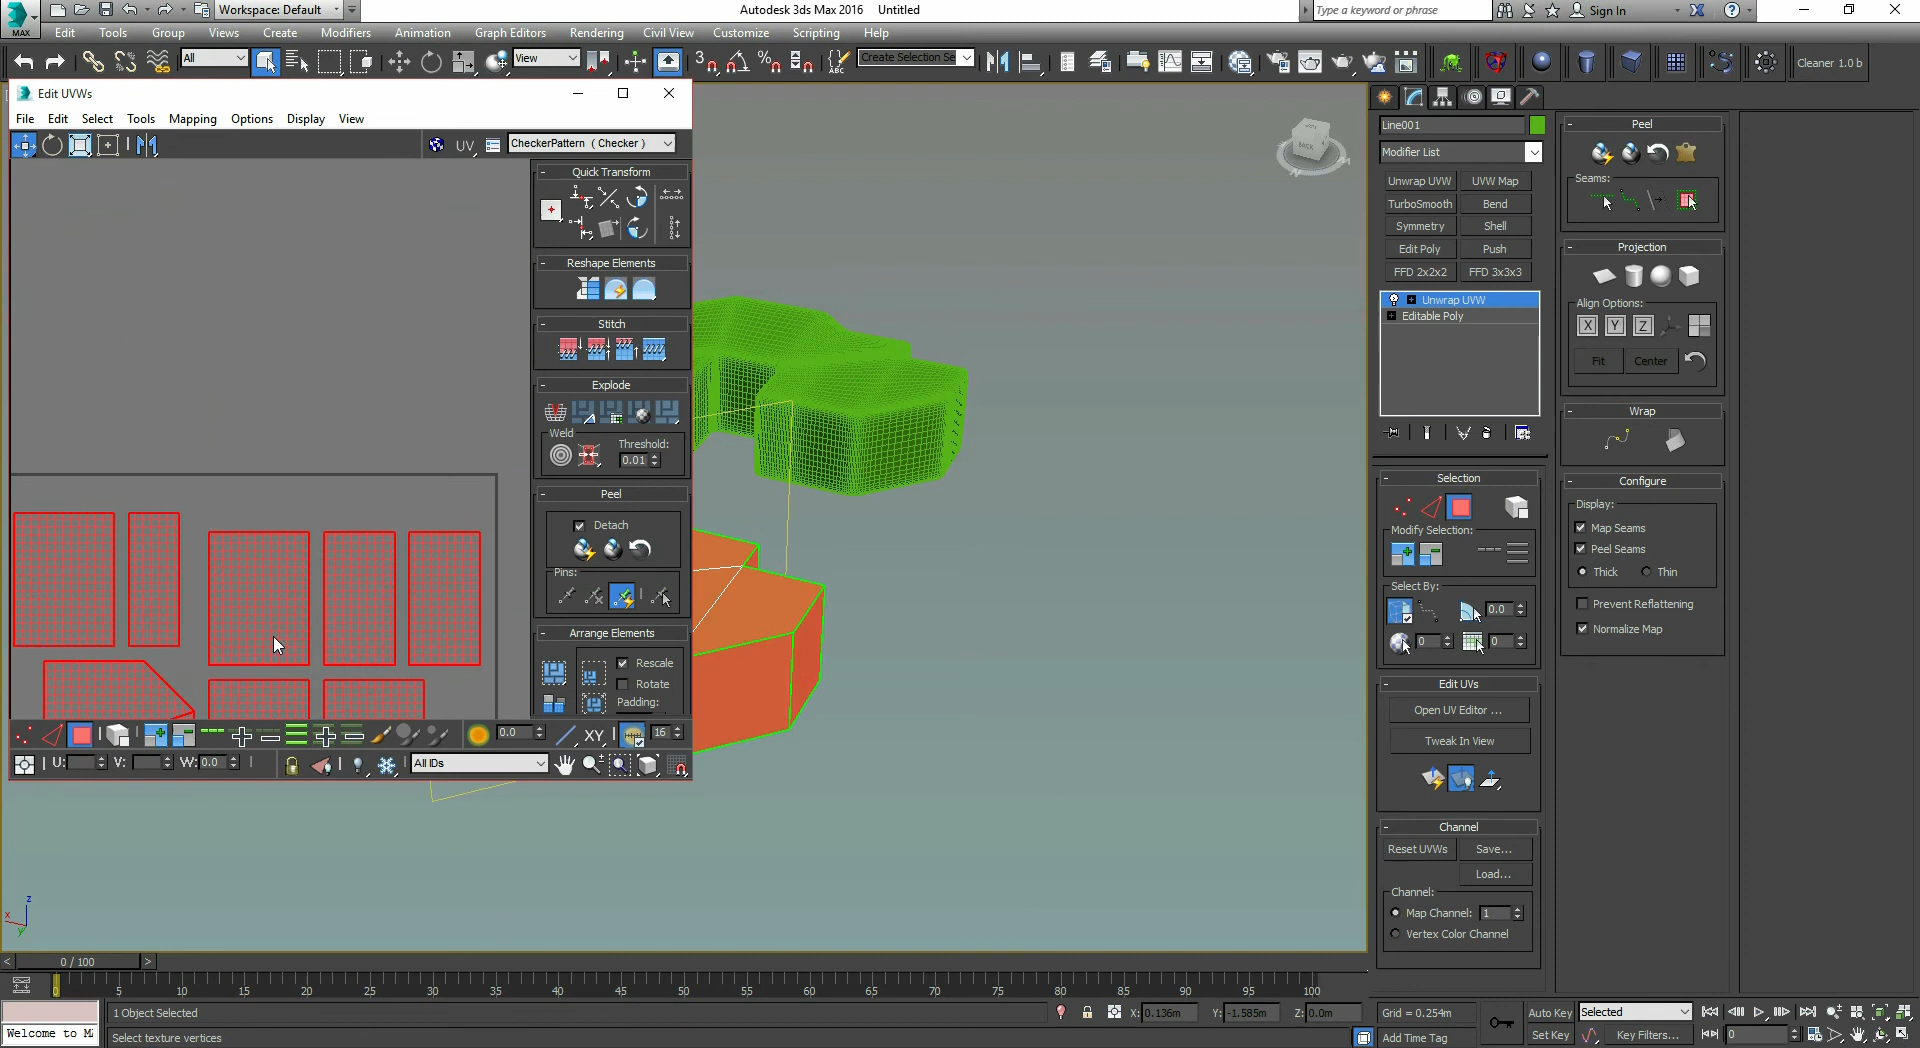 Workspace: Default
Autodesk 3ds Max 2016 Untitled
Type a keyword or phrase
Sign In
MAX
Edit Tools Group Views Create Modifiers Animation Graph Editors Rendering Civil View Customize Scripting Help
All
View
3
ABC
Create Selection Se
Cleaner 1.0 b
Edit UVWs
File Edit Select Tools Mapping Options Display View
UV
CheckerPattern ( Checker )
Quick Transform
Reshape Elements
Stitch
Explode
Weld
Threshold:
0.01
Peel
Detach
Pins:
Arrange Elements
Rescale
Rotate
Padding:
0.0
XY
16
U: V: W: 0.0
All IDs
BACK
Line001
Modifier List
Unwrap UVW UVW Map
TurboSmooth Bend
Symmetry Shell
Edit Poly Push
FFD 2x2x2 FFD 3x3x3
Unwrap UVW
Editable Poly
Selection
Modify Selection:
Select By:
0.0
0 0
Edit UVs
Open UV Editor ...
Tweak In View
Channel
Reset UVWs Save...
Load...
Channel:
Map Channel: 1
Vertex Color Channel
Peel
Seams:
Projection
Align Options:
X Y Z
Fit Center
Wrap
Configure
Display:
Map Seams
Peel Seams
Thick Thin
Prevent Reflattening
Normalize Map
z
x
y
< 0 / 100 >
0 5 10 15 20 25 30 35 40 45 50 55 60 65 70 75 80 85 90 95 100
1 Object Selected
X: 0.136m Y: -1.585m Z: 0.0m
Grid = 0.254m
Auto Key Selected
Welcome to M
Select texture vertices
Add Time Tag
Set Key Key Filters...
0